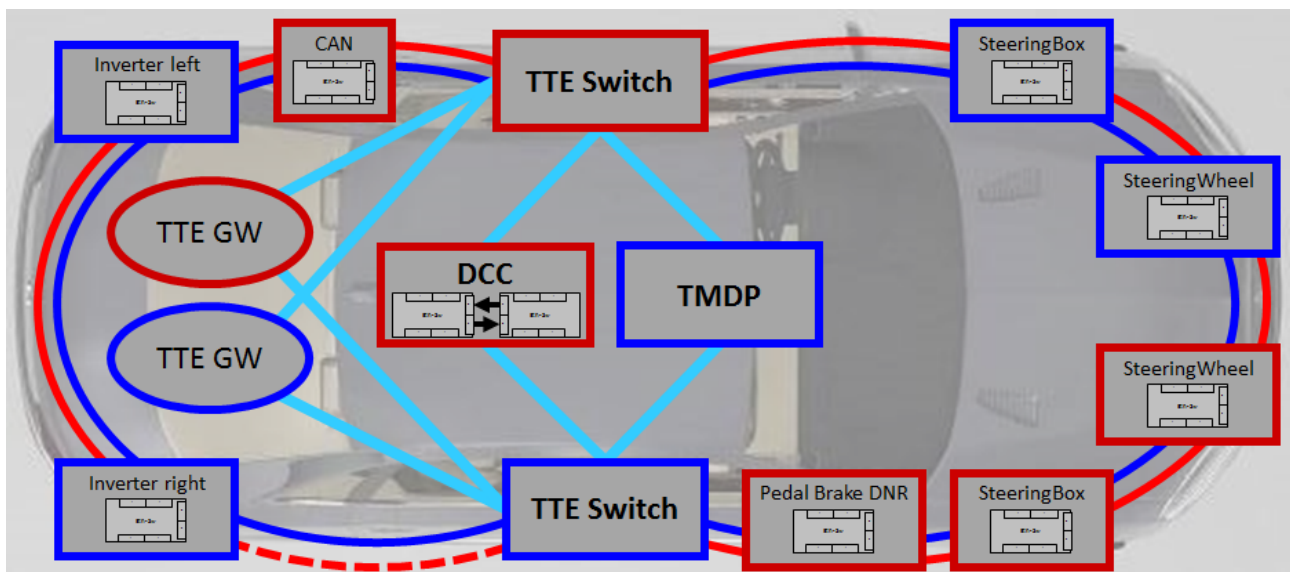 Inverter left
CAN
TTE Switch
SteeringBox
SteeringWheel
TTE GW
DCC
TMDP
TTE GW
SteeringWheel
Inverter right
TTE Switch
Pedal Brake DNR
SteeringBox